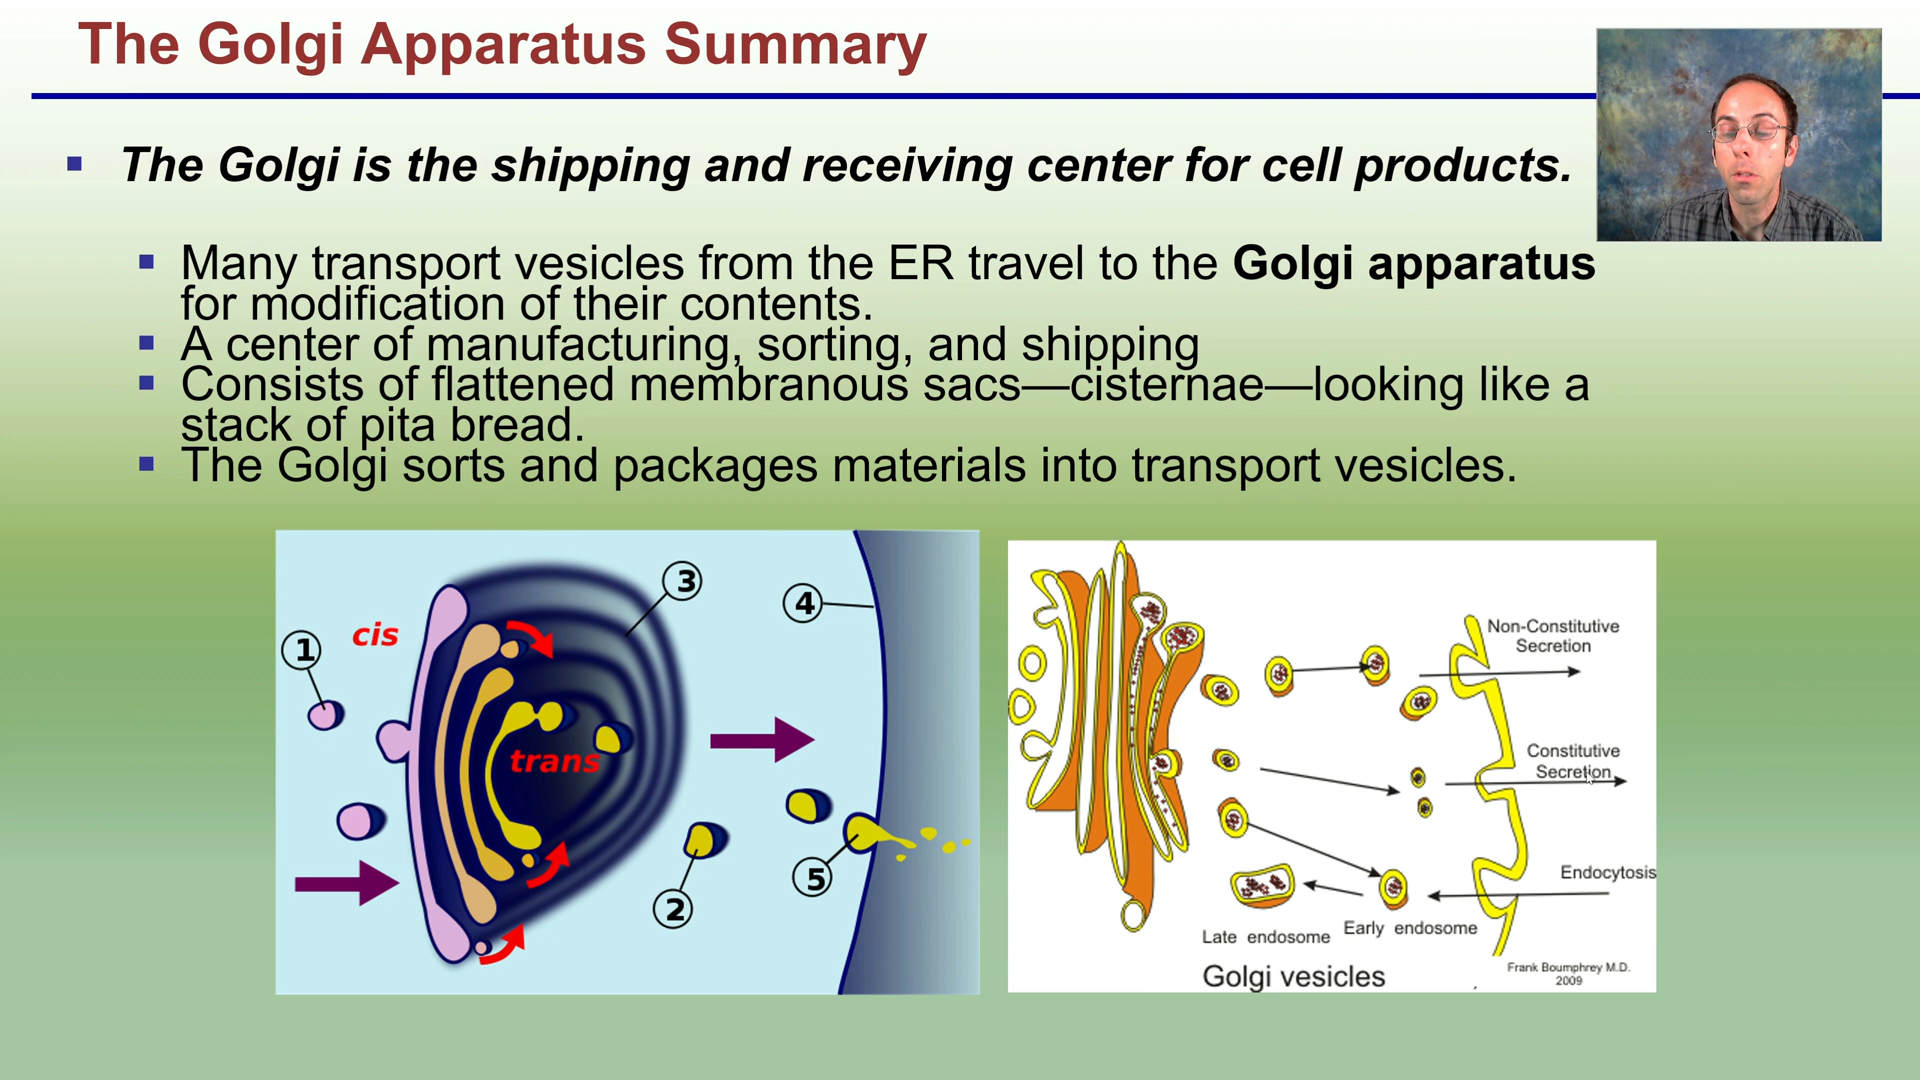 The Golgi Apparatus Summary
The Golgi is the shipping and receiving center for cell products.
Many transport vesicles from the ER travel to the Golgi apparatus
for modification of their contents.
A center of manufacturing, sorting, and shipping
Consists of flattened membranous sacs—cisternae—looking like a
stack of pita bread.
The Golgi sorts and packages materials into transport vesicles.
1
cis
3
4
trans
2
5
Non-Constitutive
Secretion
Constitutive
Secretion
Endocytosis
Late endosome
Early endosome
Golgi vesicles
Frank Boumphrey M.D.
2009